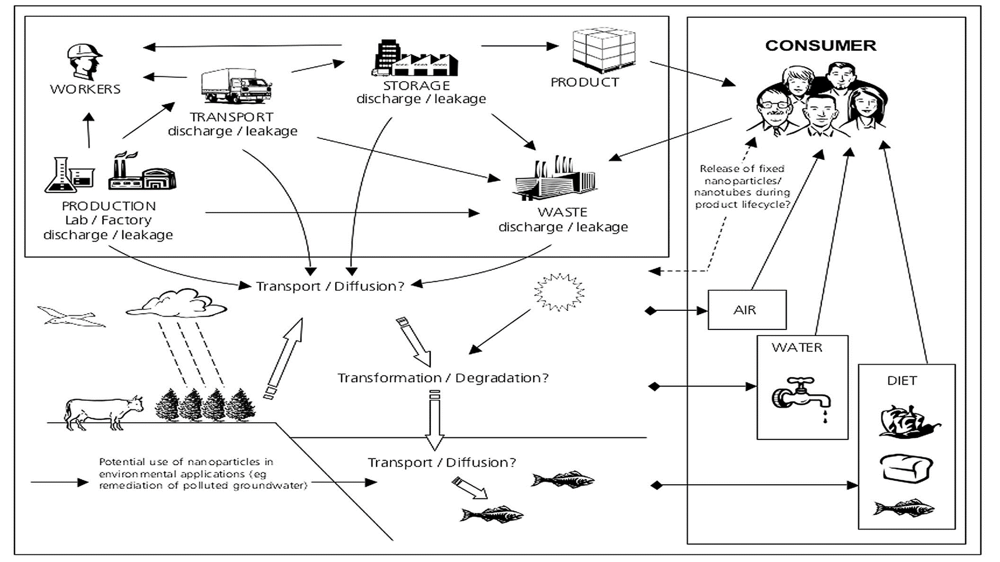 CONSUMER
WORKERS
TRANSPORT
discharge / leakage
STORAGE
discharge / leakage
PRODUCT
PRODUCTION
Lab / Factory
discharge / leakage
WASTE
discharge / leakage
Release of fixed
nanoparticles/
nanotubes during
product lifecycle?
Transport / Diffusion?
AIR
WATER
Transformation / Degradation?
DIET
Potential use of nanoparticles in
environmental applications (eg
remediation of polluted groundwater)
Transport / Diffusion?